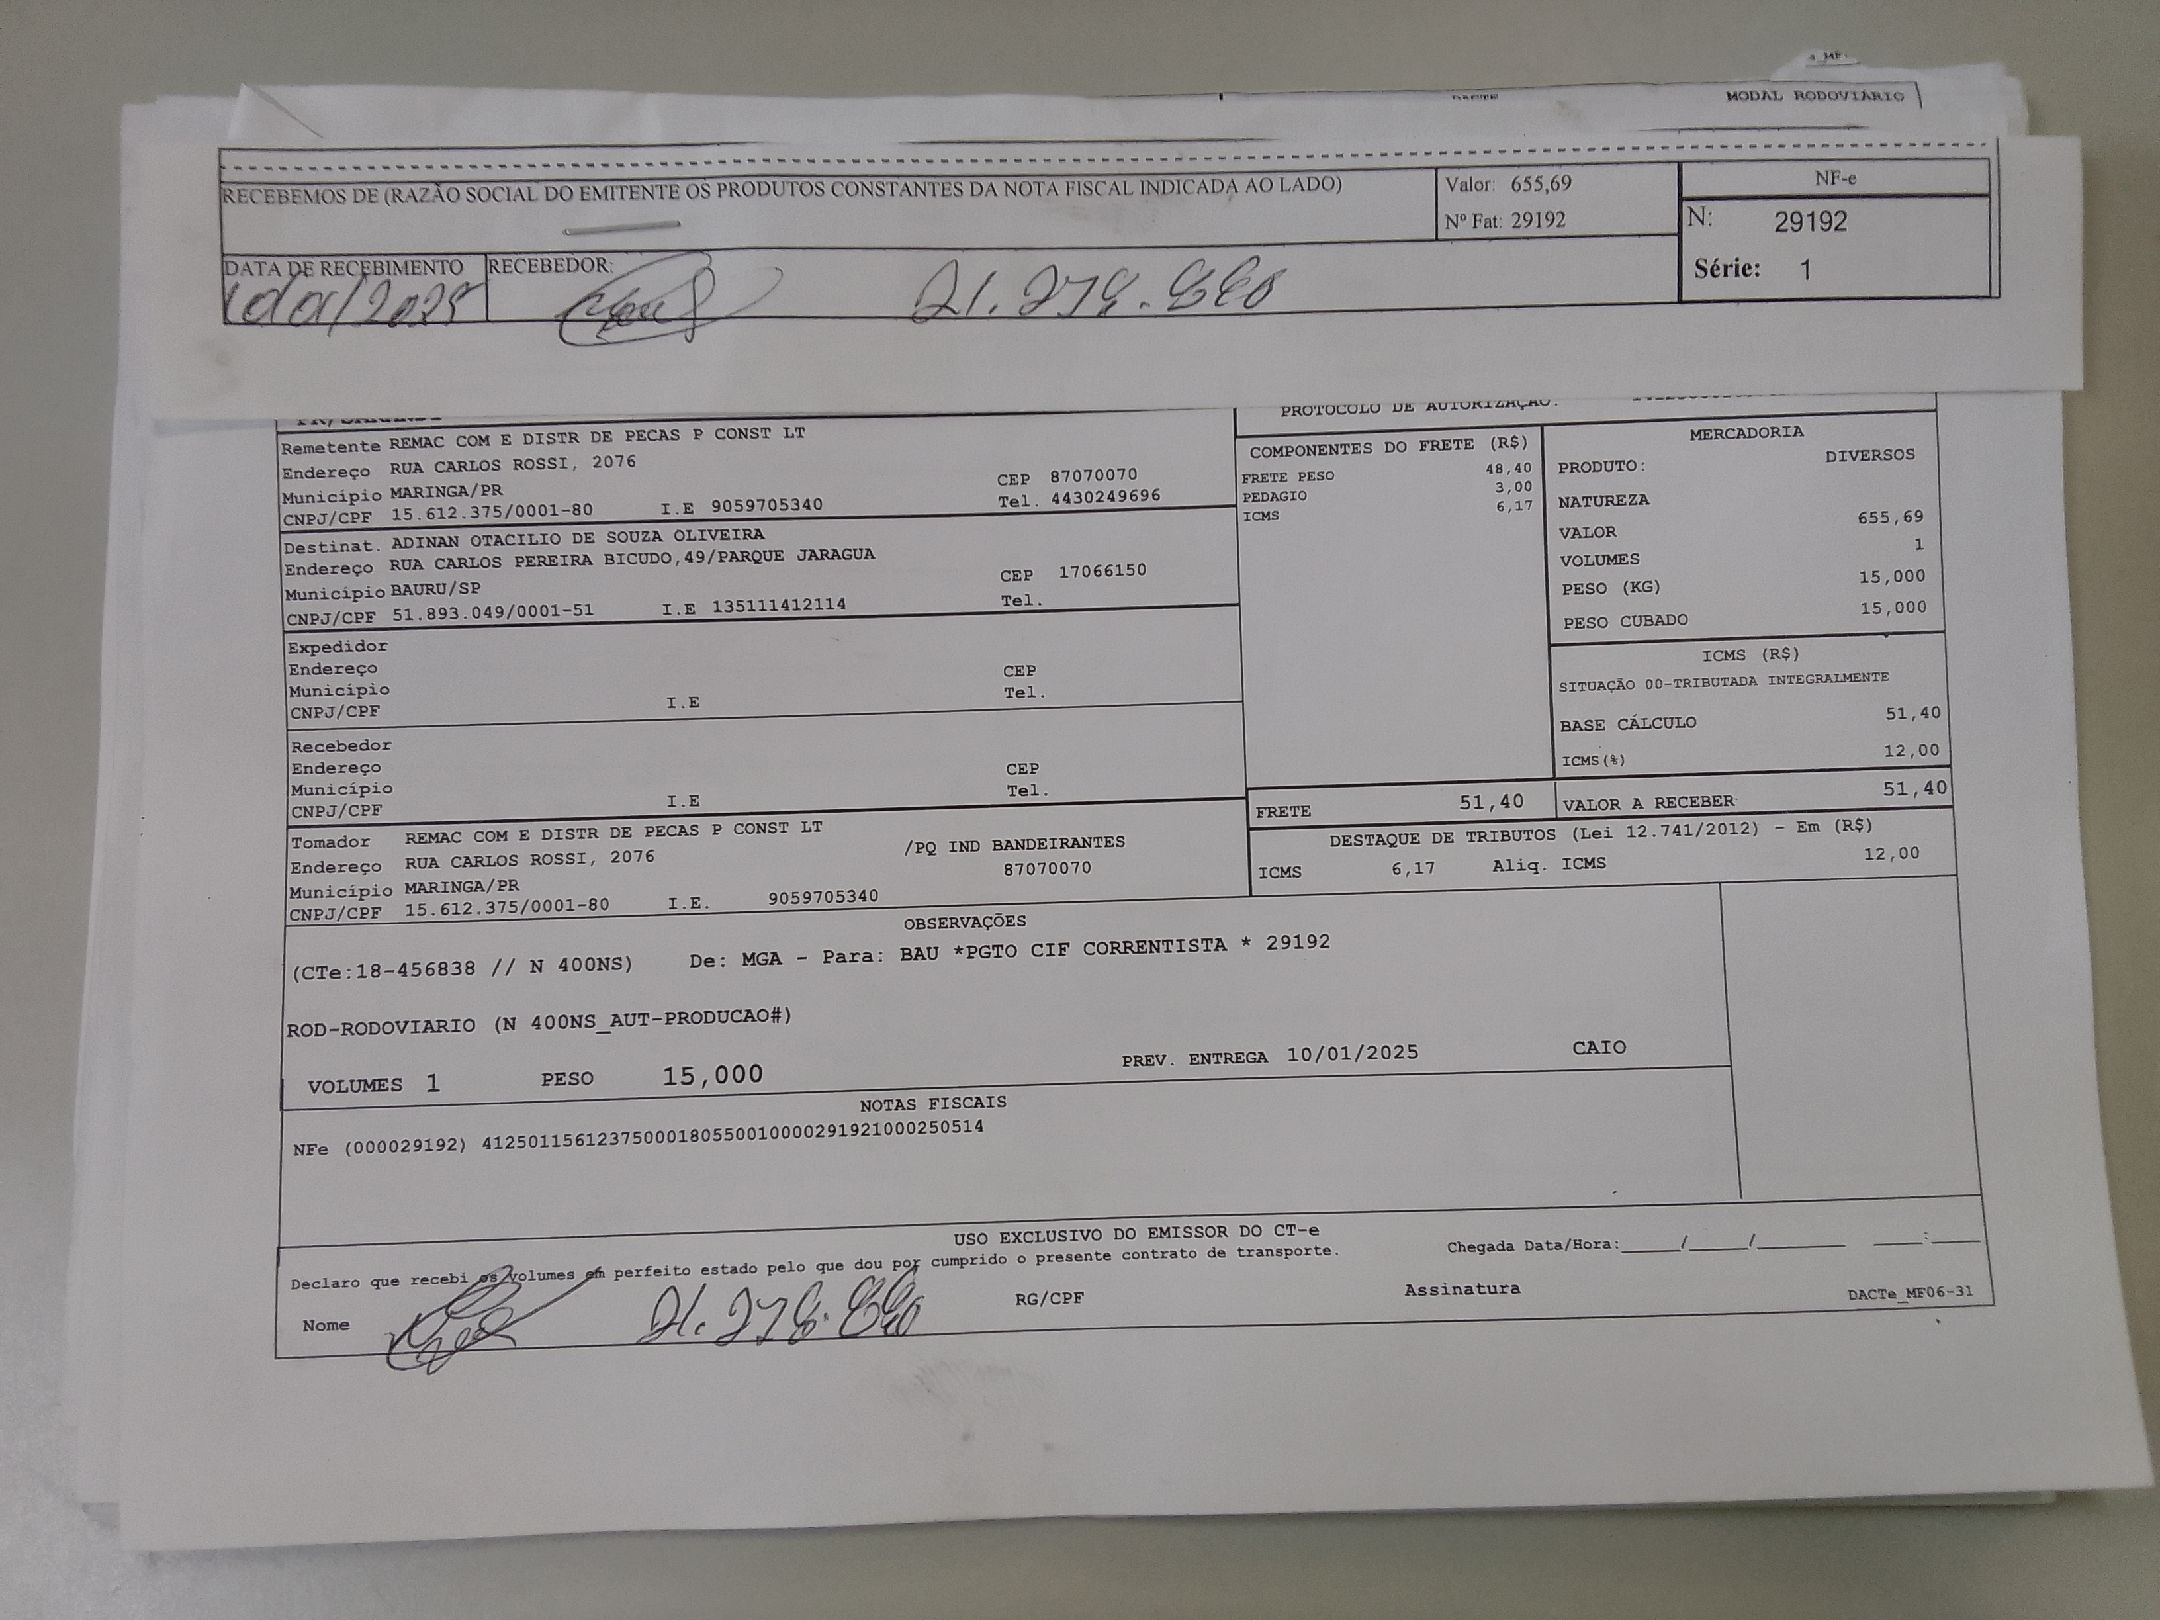 DACTE MODAL RODOVIÁRIO
RECEBEMOS DE (RAZÃO SOCIAL DO EMITENTE OS PRODUTOS CONSTANTES DA NOTA FISCAL INDICADA AO LADO)
Valor: 655,69
Nº Fat: 29192
NF-e
N: 29192
Série: 1
DATA DE RECEBIMENTO
RECEBEDOR:
PROTOCOLO DE AUTORIZAÇÃO:
Remetente REMAC COM E DISTR DE PECAS P CONST LT
Endereço RUA CARLOS ROSSI, 2076
CEP 87070070
Município MARINGA/PR
Tel. 4430249696
CNPJ/CPF 15.612.375/0001-80 I.E 9059705340
Destinat. ADINAN OTACILIO DE SOUZA OLIVEIRA
Endereço RUA CARLOS PEREIRA BICUDO,49/PARQUE JARAGUA
CEP 17066150
Município BAURU/SP
Tel.
CNPJ/CPF 51.893.049/0001-51 I.E 135111412114
Expedidor
Endereço
CEP
Município
Tel.
CNPJ/CPF I.E
Recebedor
Endereço
CEP
Município
Tel.
CNPJ/CPF I.E
Tomador REMAC COM E DISTR DE PECAS P CONST LT
Endereço RUA CARLOS ROSSI, 2076 /PQ IND BANDEIRANTES
Município MARINGA/PR 87070070
CNPJ/CPF 15.612.375/0001-80 I.E. 9059705340
COMPONENTES DO FRETE (R$)
FRETE PESO 48,40
PEDAGIO 3,00
ICMS 6,17
MERCADORIA
PRODUTO: DIVERSOS
NATUREZA
VALOR 655,69
VOLUMES 1
PESO (KG) 15,000
PESO CUBADO 15,000
ICMS (R$)
SITUAÇÃO 00-TRIBUTADA INTEGRALMENTE
BASE CÁLCULO 51,40
ICMS(%) 12,00
FRETE 51,40
VALOR A RECEBER 51,40
DESTAQUE DE TRIBUTOS (Lei 12.741/2012) - Em (R$)
ICMS 6,17 Aliq. ICMS 12,00
OBSERVAÇÕES
(CTe:18-456838 // N 400NS) De: MGA - Para: BAU *PGTO CIF CORRENTISTA * 29192
ROD-RODOVIARIO (N 400NS_AUT-PRODUCAO#)
VOLUMES 1 PESO 15,000 PREV. ENTREGA 10/01/2025 CAIO
NOTAS FISCAIS
NFe (000029192) 41250115612375000180550010000291921000250514
USO EXCLUSIVO DO EMISSOR DO CT-e
Declaro que recebi os volumes em perfeito estado pelo que dou por cumprido o presente contrato de transporte.
Chegada Data/Hora:_____/_____/_______ ____:____
Nome
RG/CPF
Assinatura
DACTe_MF06-31